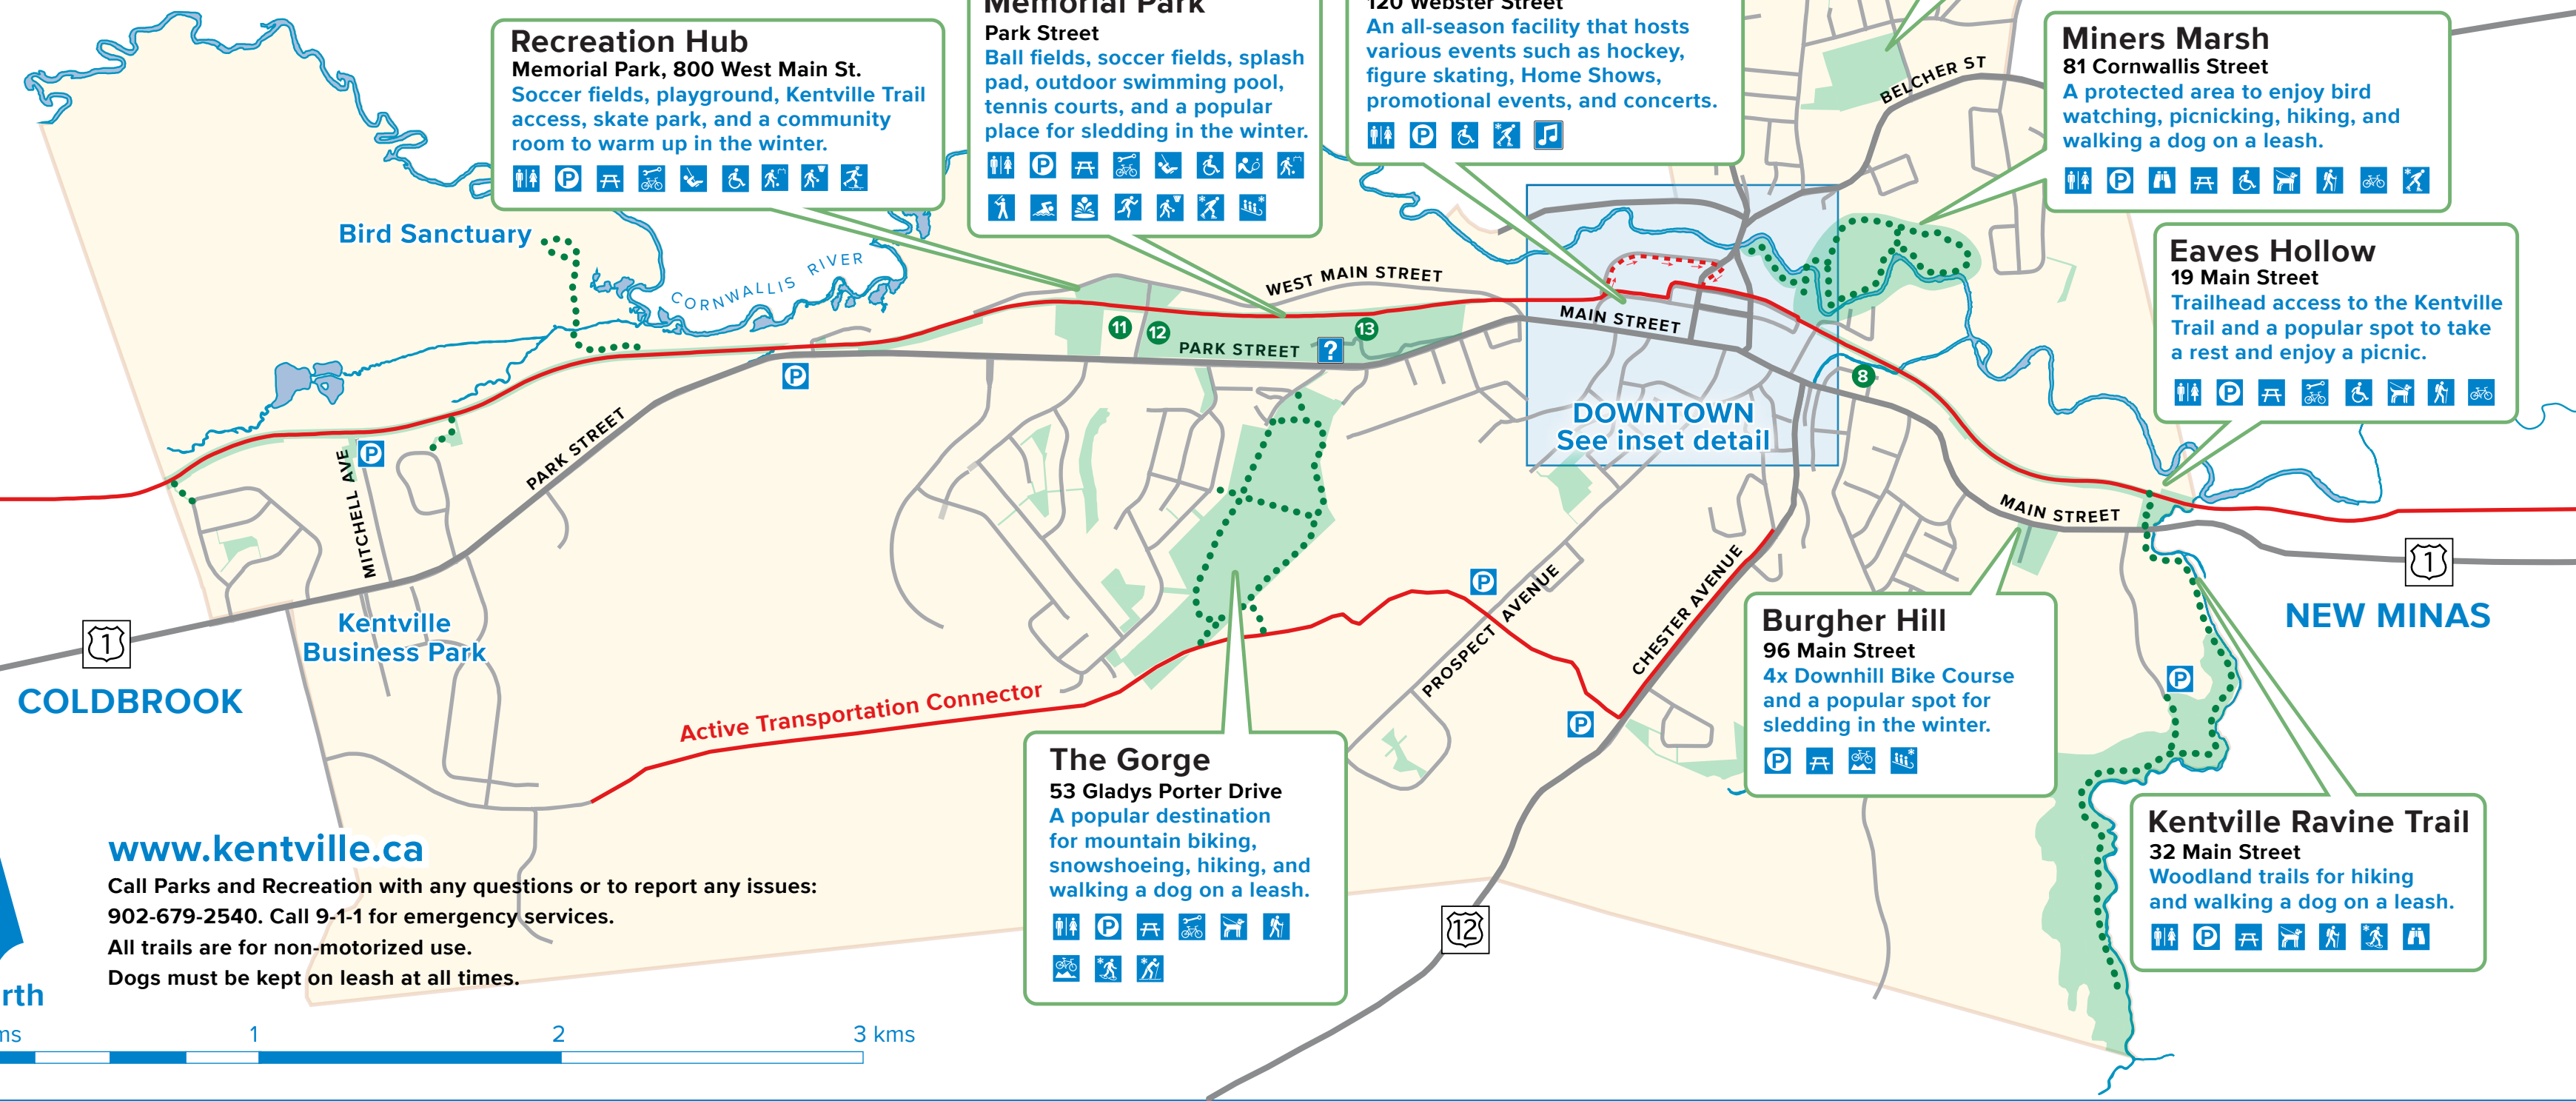 Recreation Hub
Memorial Park, 800 West Main St.
Soccer fields, playground, Kentville Trail
access, skate park, and a community
room to warm up in the winter.
Memorial Park
Park Street
Ball fields, soccer fields, splash
pad, outdoor swimming pool,
tennis courts, and a popular
place for sledding in the winter.
120 Webster Street
An all-season facility that hosts
various events such as hockey,
figure skating, Home Shows,
promotional events, and concerts.
BELCHER ST
Miners Marsh
81 Cornwallis Street
A protected area to enjoy bird
watching, picnicking, hiking, and
walking a dog on a leash.
Eaves Hollow
19 Main Street
Trailhead access to the Kentville
Trail and a popular spot to take
a rest and enjoy a picnic.
Bird Sanctuary
CORNWALLIS RIVER
WEST MAIN STREET
MAIN STREET
11
12
13
PARK STREET
?
P
8
DOWNTOWN
See inset detail
P
MITCHELL AVE
PARK STREET
MAIN STREET
1
NEW MINAS
P
PROSPECT AVENUE
CHESTER AVENUE
P
P
Kentville
Business Park
1
COLDBROOK
Active Transportation Connector
Burgher Hill
96 Main Street
4x Downhill Bike Course
and a popular spot for
sledding in the winter.
The Gorge
53 Gladys Porter Drive
A popular destination
for mountain biking,
snowshoeing, hiking, and
walking a dog on a leash.
Kentville Ravine Trail
32 Main Street
Woodland trails for hiking
and walking a dog on a leash.
12
www.kentville.ca
Call Parks and Recreation with any questions or to report any issues:
902-679-2540. Call 9-1-1 for emergency services.
All trails are for non-motorized use.
Dogs must be kept on leash at all times.
rth
ms 1 2 3 kms